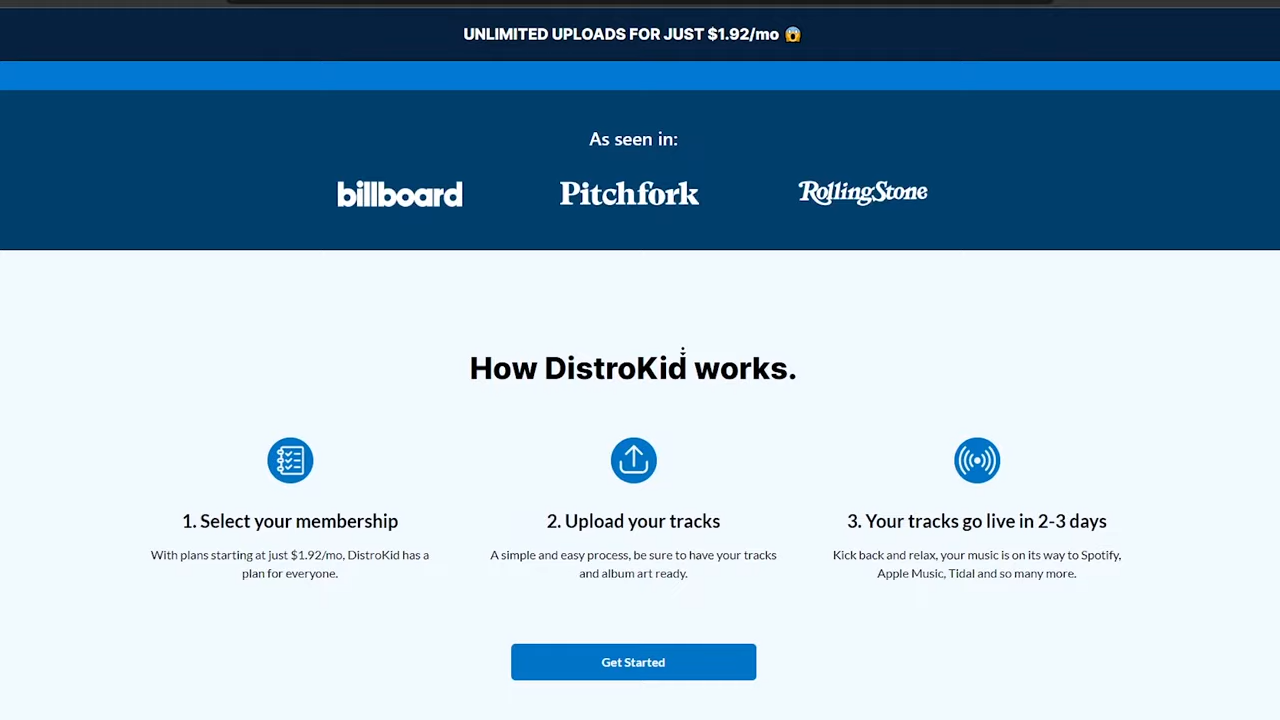 UNLIMITED UPLOADS FOR JUST $1.92/mo 😱
As seen in:
billboard
Pitchfork
RollingStone
How DistroKid works.
1. Select your membership
With plans starting at just $1.92/mo, DistroKid has a
plan for everyone.
2. Upload your tracks
A simple and easy process, be sure to have your tracks
and album art ready.
3. Your tracks go live in 2-3 days
Kick back and relax, your music is on its way to Spotify,
Apple Music, Tidal and so many more.
Get Started